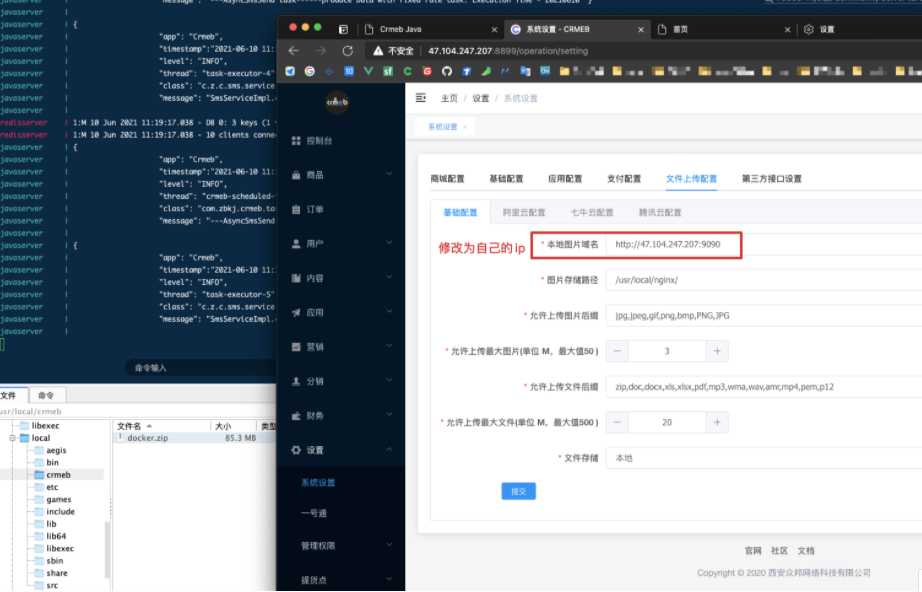 javaserver | "message": "---AsyncSmsSend task------produce Data with fixed rate task: Execution Time - 20210610"
javaserver |
javaserver | {
javaserver | "app": "Crmeb",
javaserver | "timestamp":"2021-06-10 11:
javaserver | "level": "INFO",
javaserver | "thread": "task-executor-4"
javaserver | "class": "c.z.c.sms.service
javaserver | "message": "SmsServiceImpl.
javaserver |
redisserver | 1:M 10 Jun 2021 11:19:17.038 - DB 0: 3 keys (1
redisserver | 1:M 10 Jun 2021 11:19:17.038 - 10 clients conne
javaserver | {
javaserver | "app": "Crmeb",
javaserver | "timestamp":"2021-06-10 11:
javaserver | "level": "INFO",
javaserver | "thread": "crmeb-scheduled-
javaserver | "class": "com.zbkj.crmeb.tas
javaserver | "message": "---AsyncSmsSend
javaserver |
javaserver | {
javaserver | "app": "Crmeb",
javaserver | "timestamp":"2021-06-10 11:
javaserver | "level": "INFO",
javaserver | "thread": "task-executor-5"
javaserver | "class": "c.z.c.sms.service
javaserver | "message": "SmsServiceImpl.
javaserver |
命令输入
文件 命令
usr/local/crmeb
libexec
local
aegis
bin
crmeb
etc
games
include
lib
lib64
libexec
sbin
share
src
文件名 大小 类型
docker.zip 85.3 MB
Crmeb Java × 系统设置 - CRMEB × 首页 × 设置
不安全 47.104.247.207:8899/operation/setting
crmeb
控制台
商品
订单
用户
内容
应用
营销
分销
财务
设置
系统设置
一号通
管理权限
提货点
主页 / 设置 / 系统设置
系统设置 ×
商城配置 基础配置 应用配置 支付配置 文件上传配置 第三方接口设置
基础配置 阿里云配置 七牛云配置 腾讯云配置
修改为自己的ip
* 本地图片域名 http://47.104.247.207:9090
* 图片存储路径 /usr/local/nginx/
* 允许上传图片后缀 jpg,jpeg,gif,png,bmp,PNG,JPG
* 允许上传最大图片(单位 M，最大值50 ) － 3 ＋
* 允许上传文件后缀 zip,doc,docx,xls,xlsx,pdf,mp3,wma,wav,amr,mp4,pem,p12
* 允许上传最大文件(单位 M，最大值500 ) － 20 ＋
* 文件存储 本地
提交
官网 社区 文档
Copyright © 2020 西安众邦网络科技有限公司